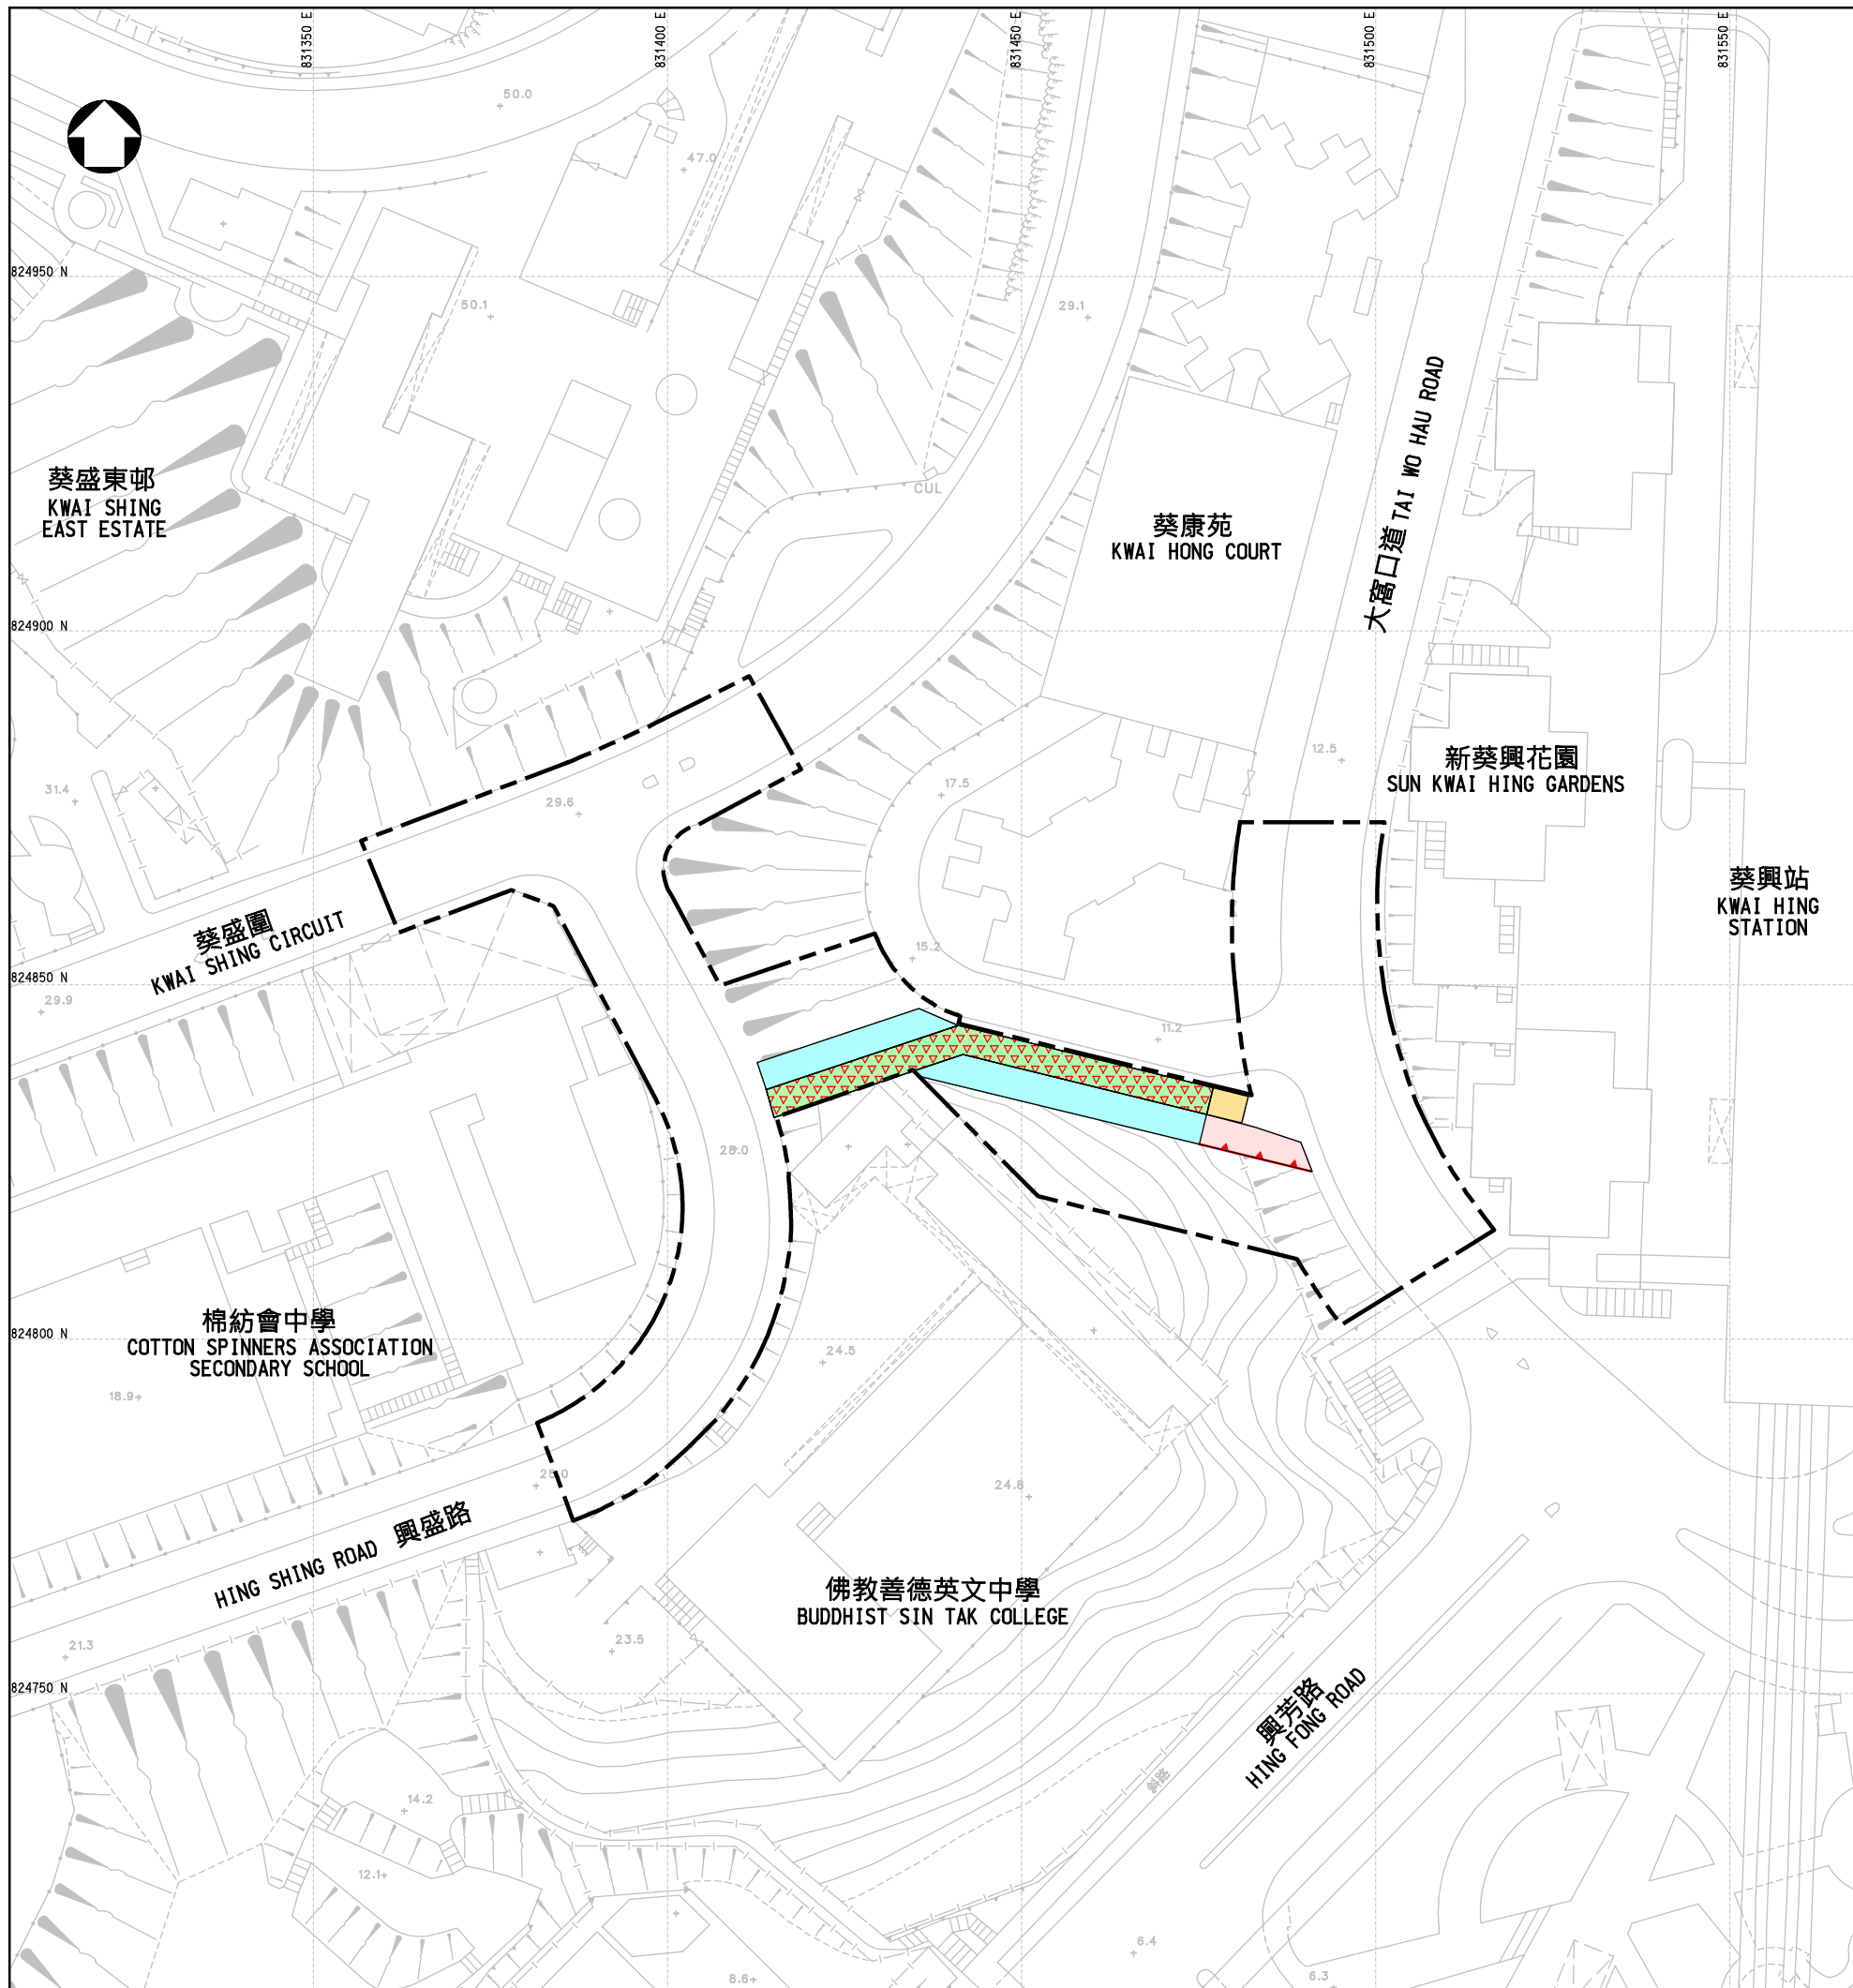 831350 E
831400 E
831450 E
831500 E
831550 E
50.0
47.0
824950 N
50.1
29.1
葵盛東邨
KWAI SHING
EAST ESTATE
CUL
葵康苑
KWAI HONG COURT
大窩口道 TAI WO HAU ROAD
824900 N
31.4
29.6
17.5
12.5
新葵興花園
SUN KWAI HING GARDENS
葵興站
KWAI HING
STATION
葵盛圍
KWAI SHING CIRCUIT
15.2
824850 N
29.9
11.2
28.0
棉紡會中學
COTTON SPINNERS ASSOCIATION
SECONDARY SCHOOL
824800 N
24.5
18.9
25.0
24.8
HING SHING ROAD 興盛路
佛教善德英文中學
BUDDHIST SIN TAK COLLEGE
21.3
23.5
824750 N
興芳路
HING FONG ROAD
斜路
14.2
12.1
6.4
8.6
6.3